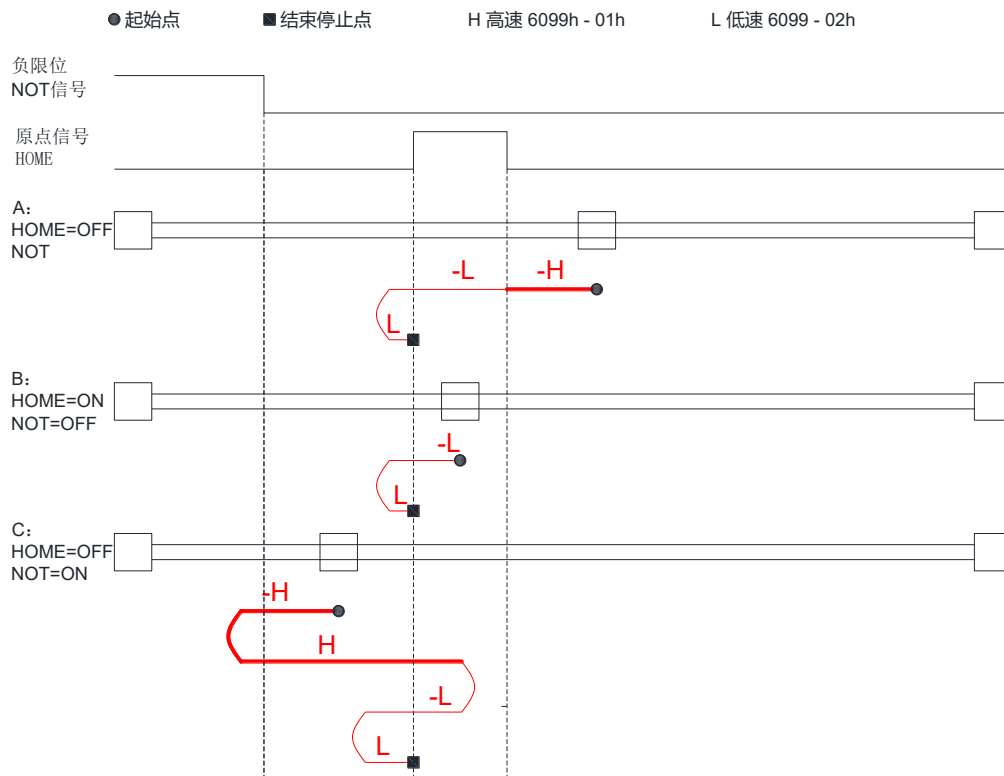 起始点 结束停止点 H 高速 6099h - 01h L 低速 6099 - 02h
负限位
NOT信号
原点信号
HOME
A：
HOME=OFF
NOT
-L -H
L
B：
HOME=ON
NOT=OFF
-L
L
C：
HOME=OFF
NOT=ON
-H
H
-L
L